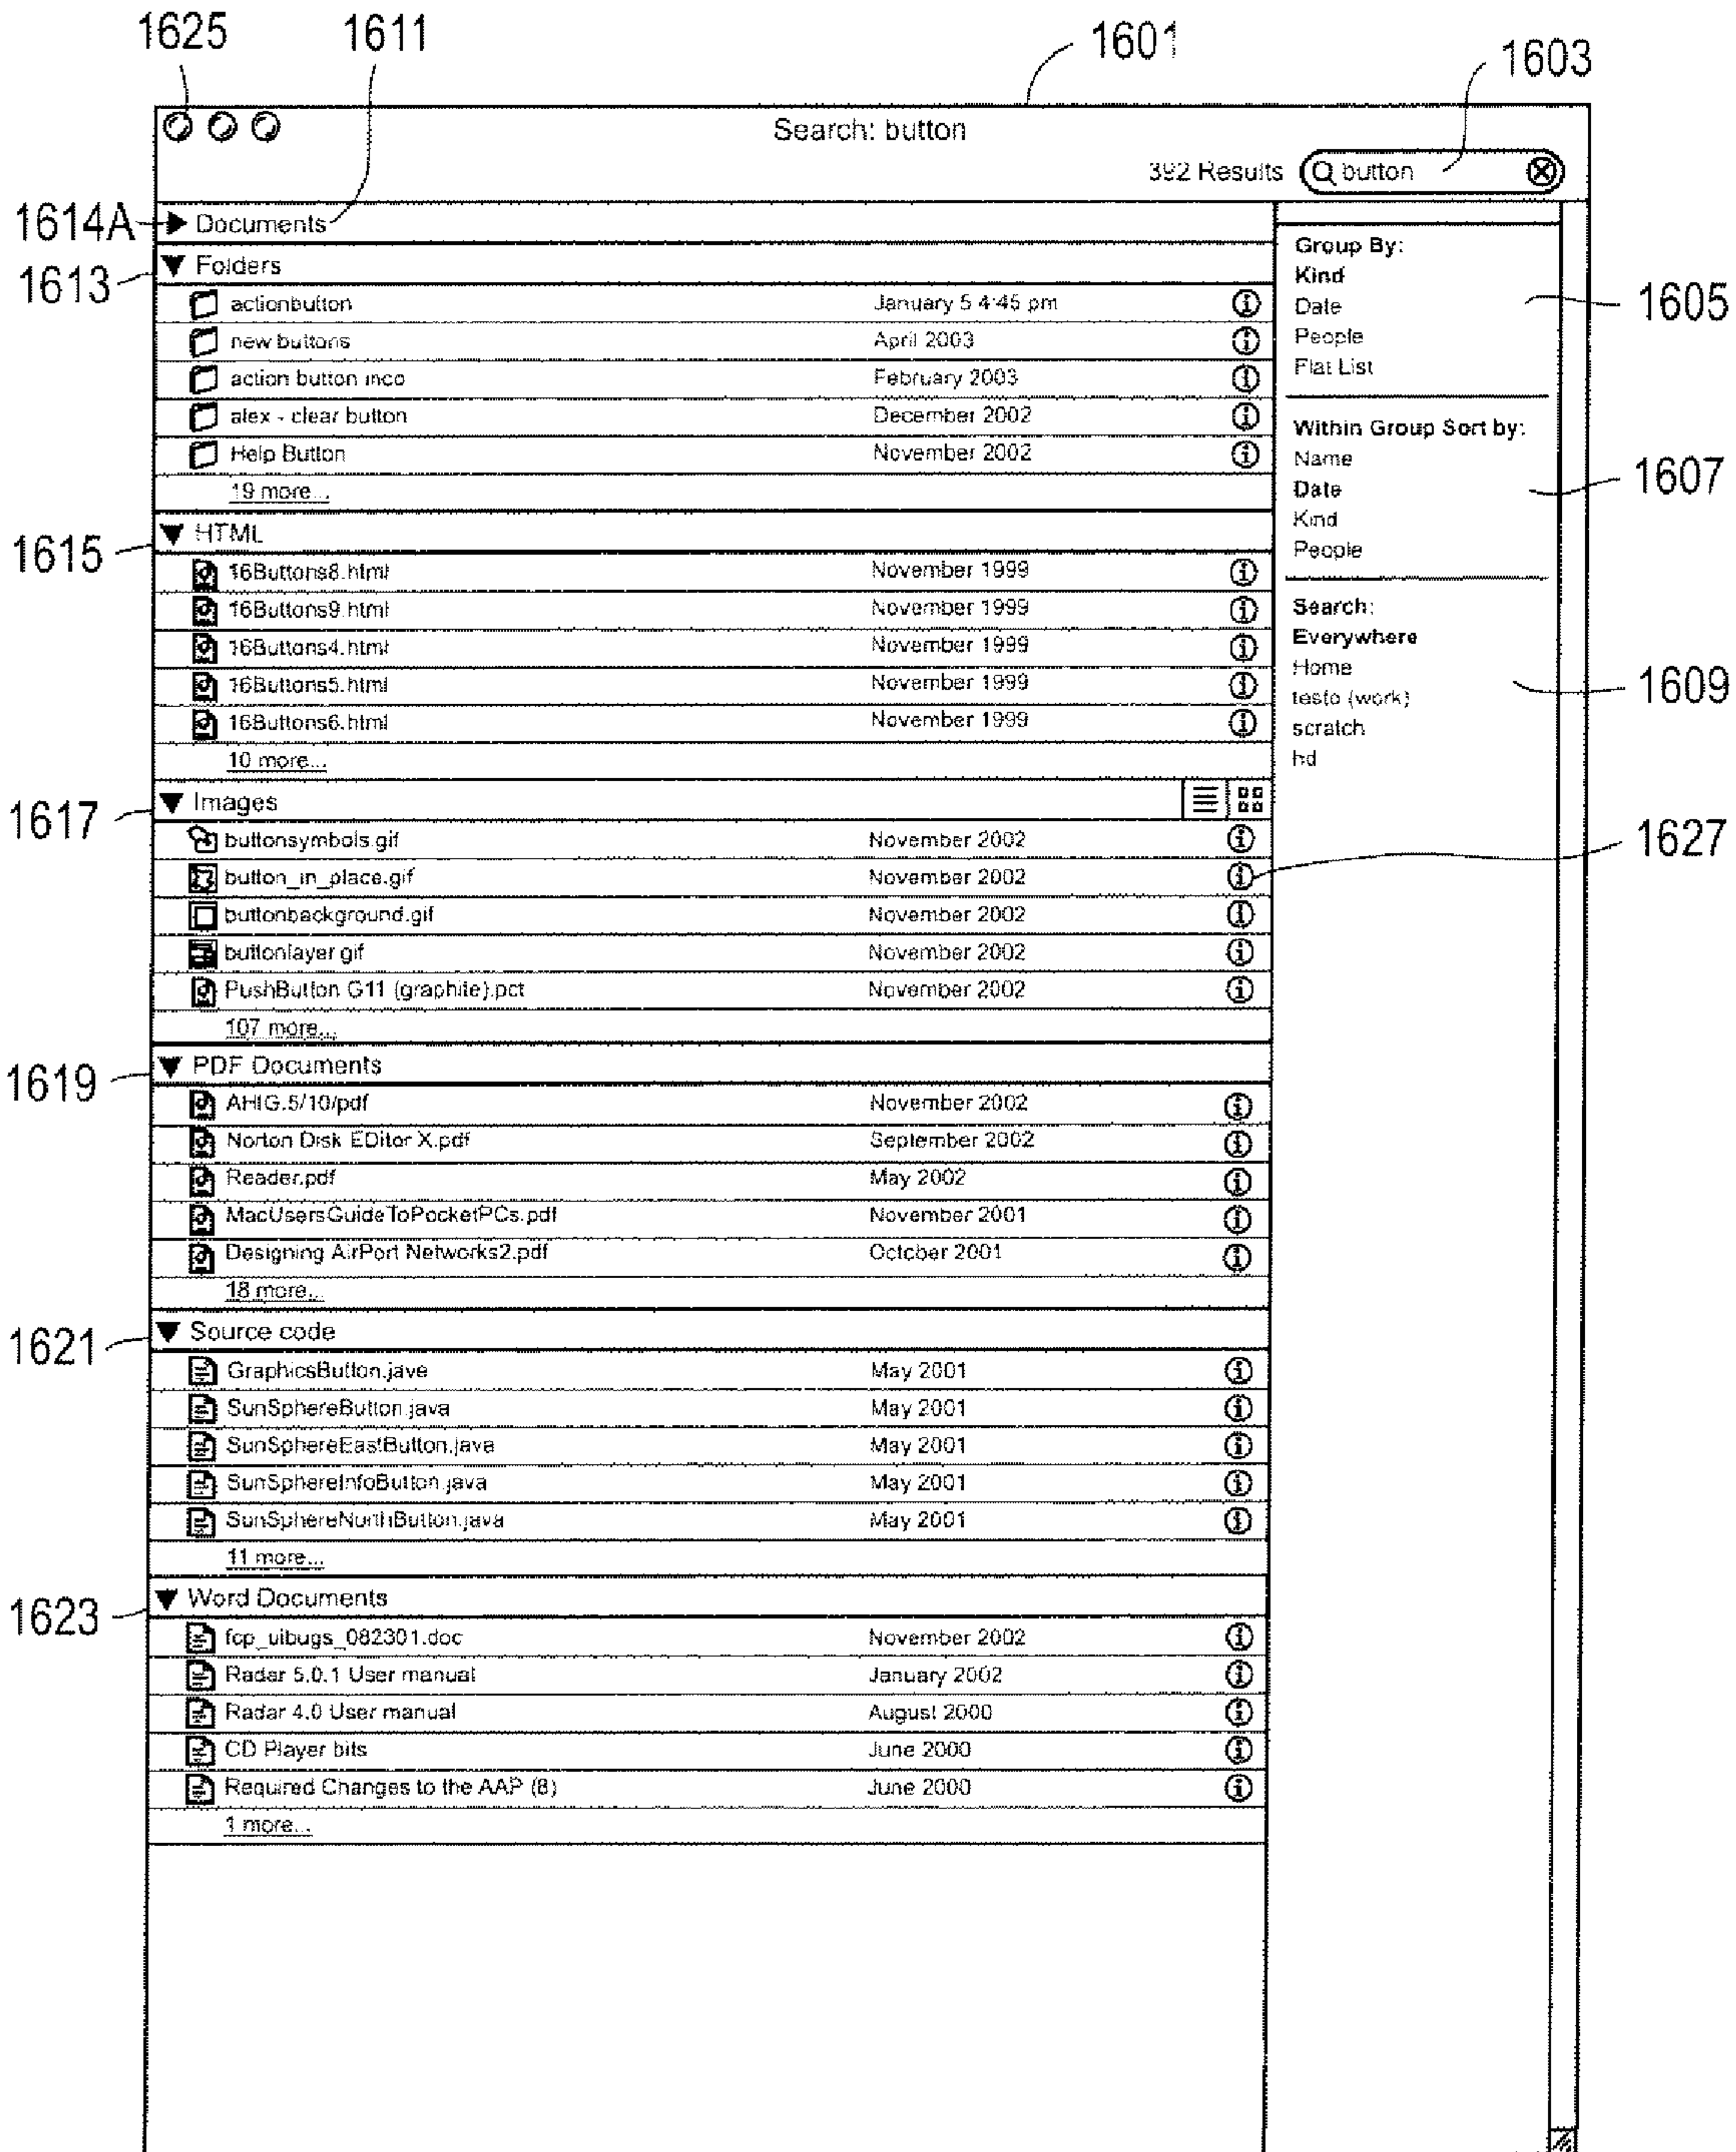 1625 1611 1601 1603
Search: button
392 Results button
1614A Documents 1611
Group By:
1613 Folders
Kind
actionbutton January 5 4:45 pm
Date 1605
new buttons April 2003
People
action button inco February 2003
Flat List
alex - clear button December 2002
Within Group Sort by:
Help Button November 2002
Name
19 more...
Date 1607
1615 HTML
Kind
People
16Buttons8.html November 1999
16Buttons9.html November 1999
Search:
16Buttons4.html November 1999
Everywhere
Home
16Buttons5.html November 1999
testo (work) 1609
16Buttons6.html November 1999
scratch
10 more...
hd
1617 Images
buttonsymbols.gif November 2002
1627
button_in_place.gif November 2002
buttonbackground.gif November 2002
buttonlayer.gif November 2002
PushButton G11 (graphite).pct November 2002
107 more...
1619 PDF Documents
AHIG.5/10/pdf November 2002
Norton Disk EDitor X.pdf September 2002
Reader.pdf May 2002
MacUsersGuideToPocketPCs.pdf November 2001
Designing AirPort Networks2.pdf October 2001
18 more...
1621 Source code
GraphicsButton.jave May 2001
SunSphereButton.java May 2001
SunSphereEastButton.java May 2001
SunSphereInfoButton.java May 2001
SunSphereNorthButton.java May 2001
11 more...
1623 Word Documents
fcp_uibugs_082301.doc November 2002
Radar 5.0.1 User manual January 2002
Radar 4.0 User manual August 2000
CD Player bits June 2000
Required Changes to the AAP (8) June 2000
1 more...